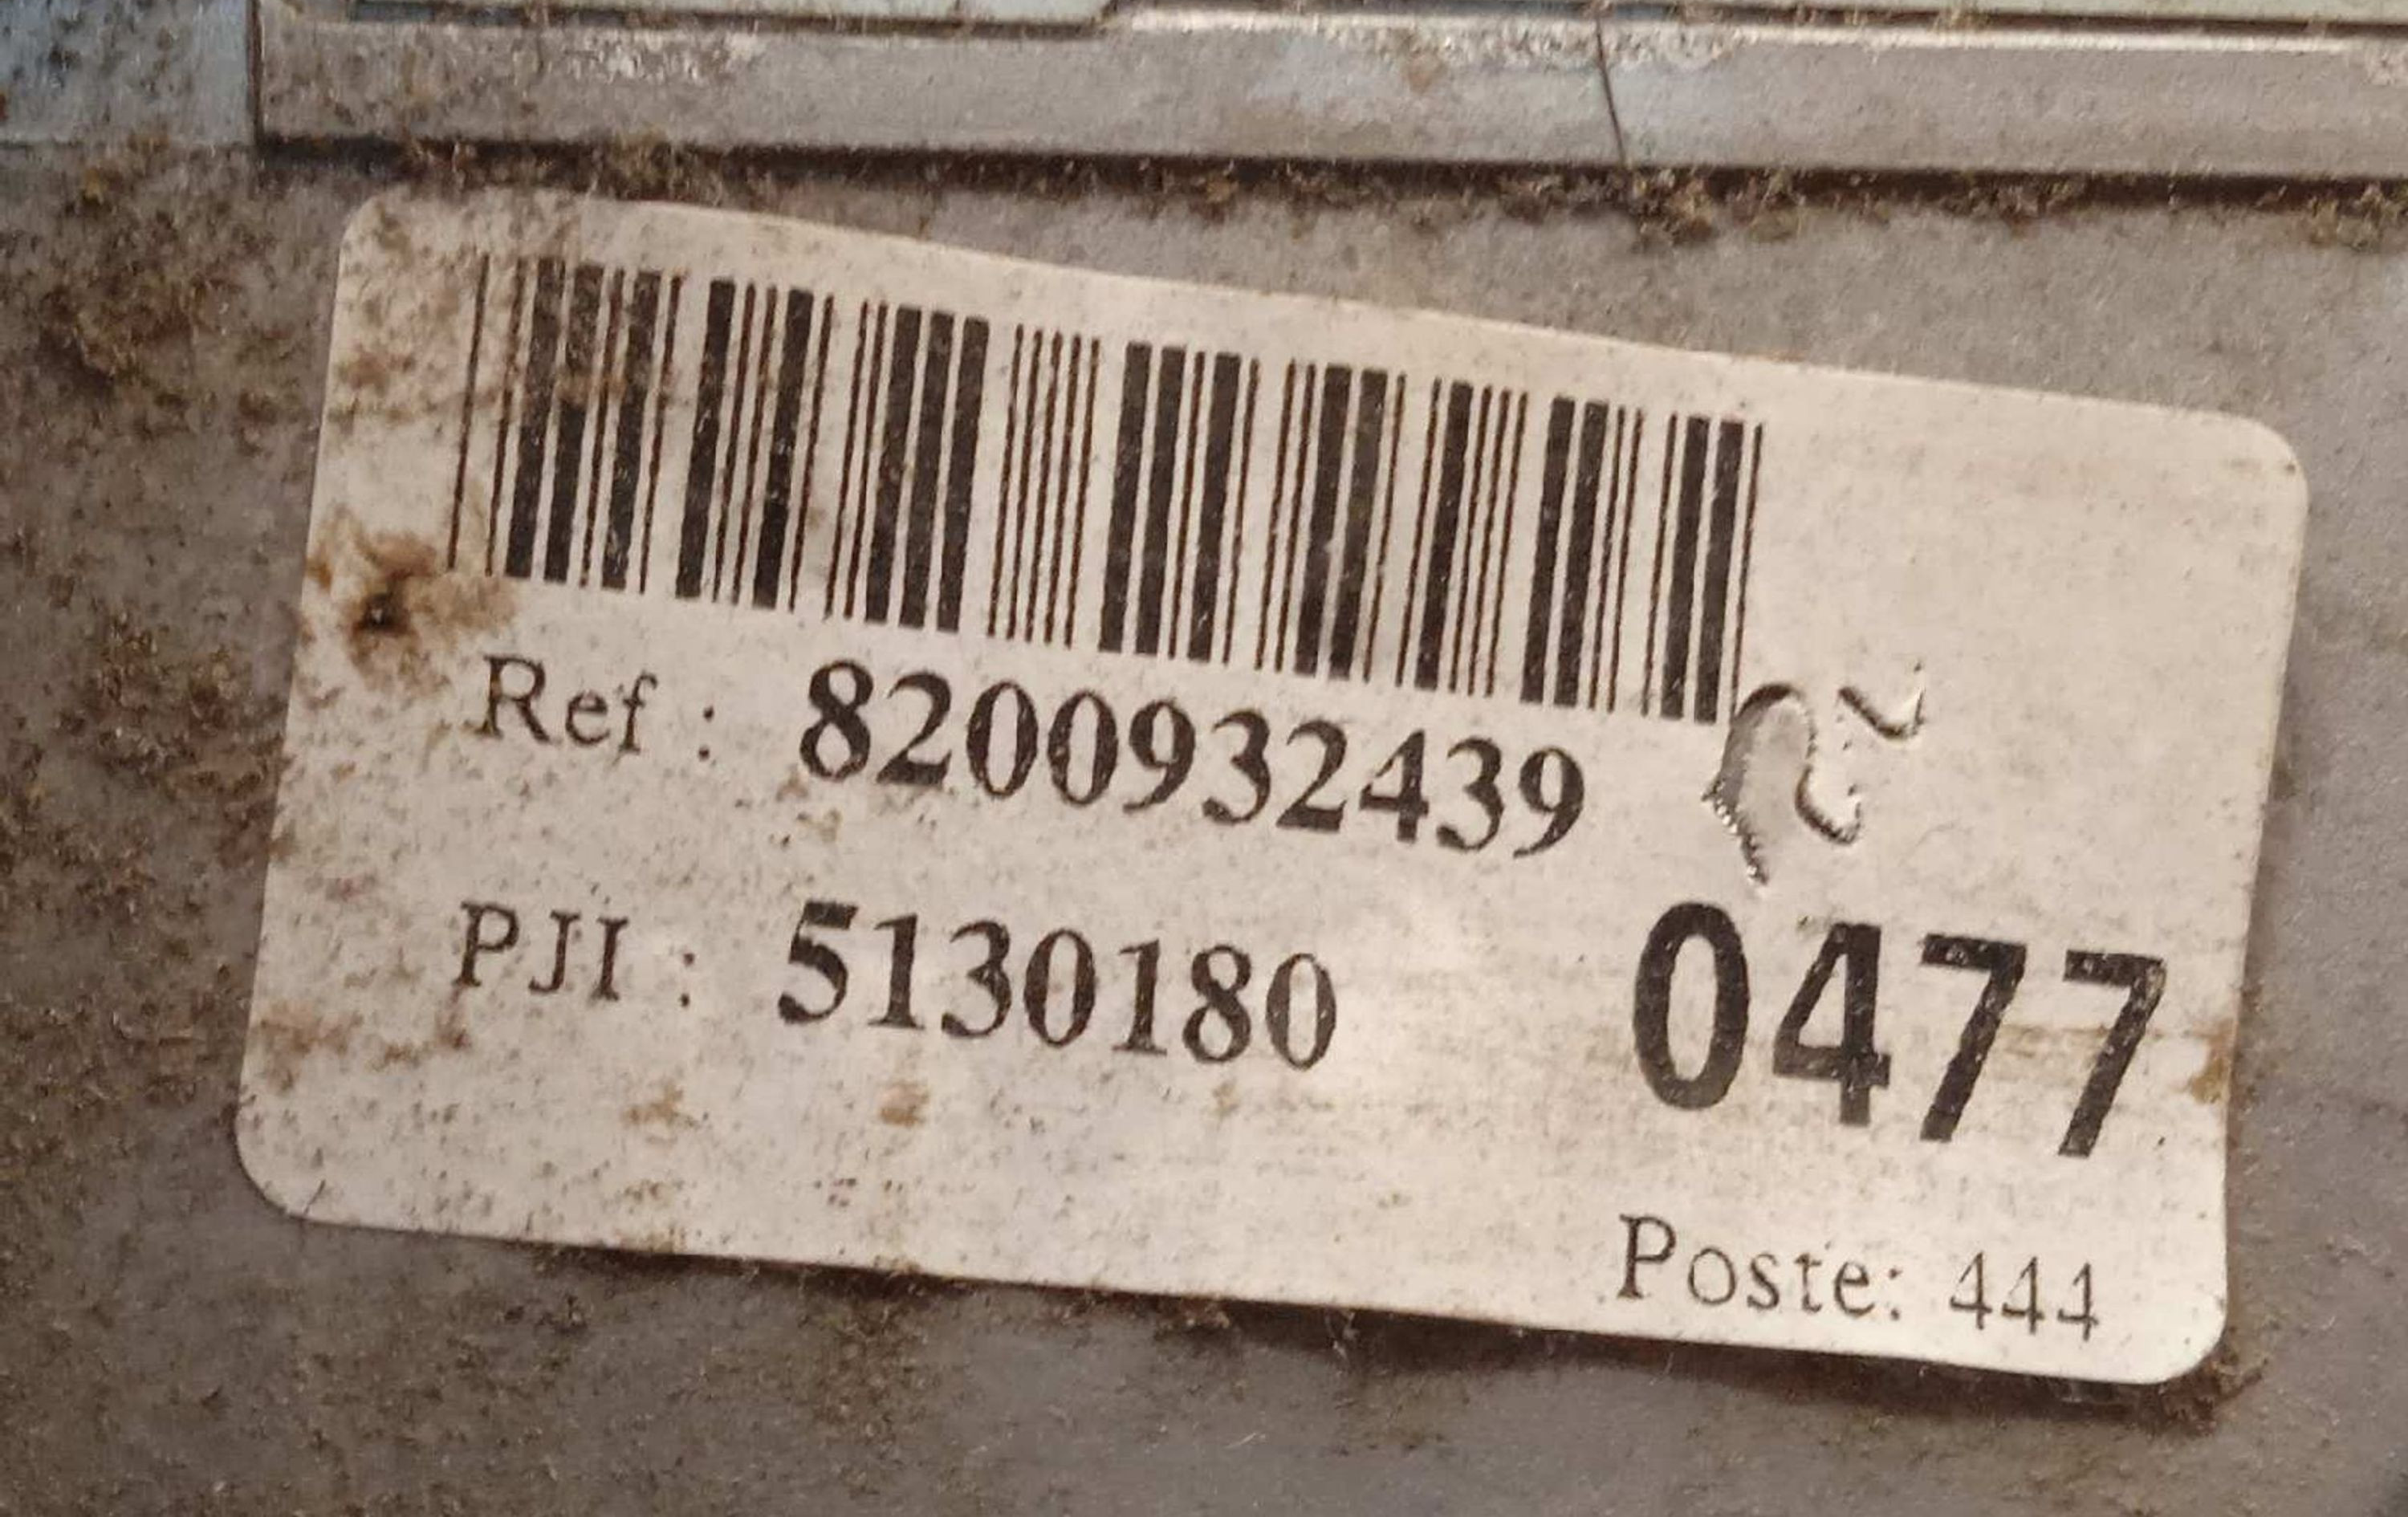 Ref : 8200932439
PJI : 5130180 0477
Poste: 444